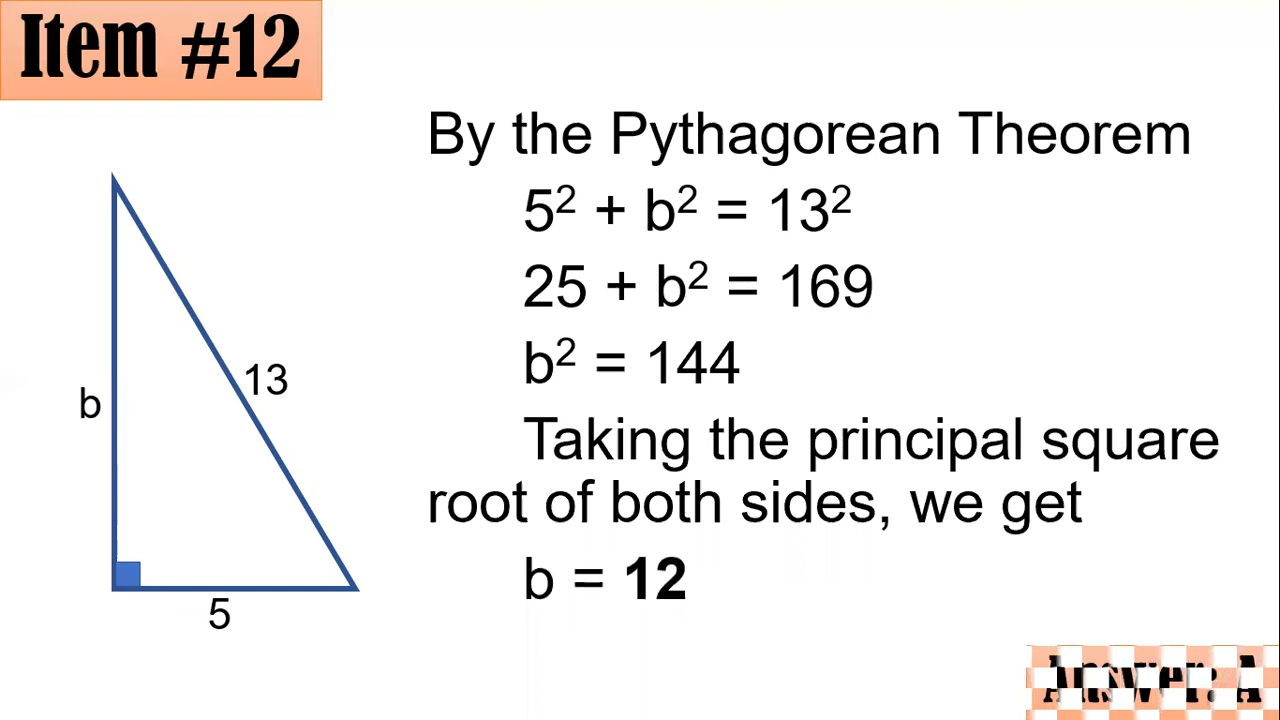 Item #12
By the Pythagorean Theorem
5² + b² = 13²
25 + b² = 169
b² = 144
Taking the principal square
root of both sides, we get
b = 12
b
13
5
Answer: A